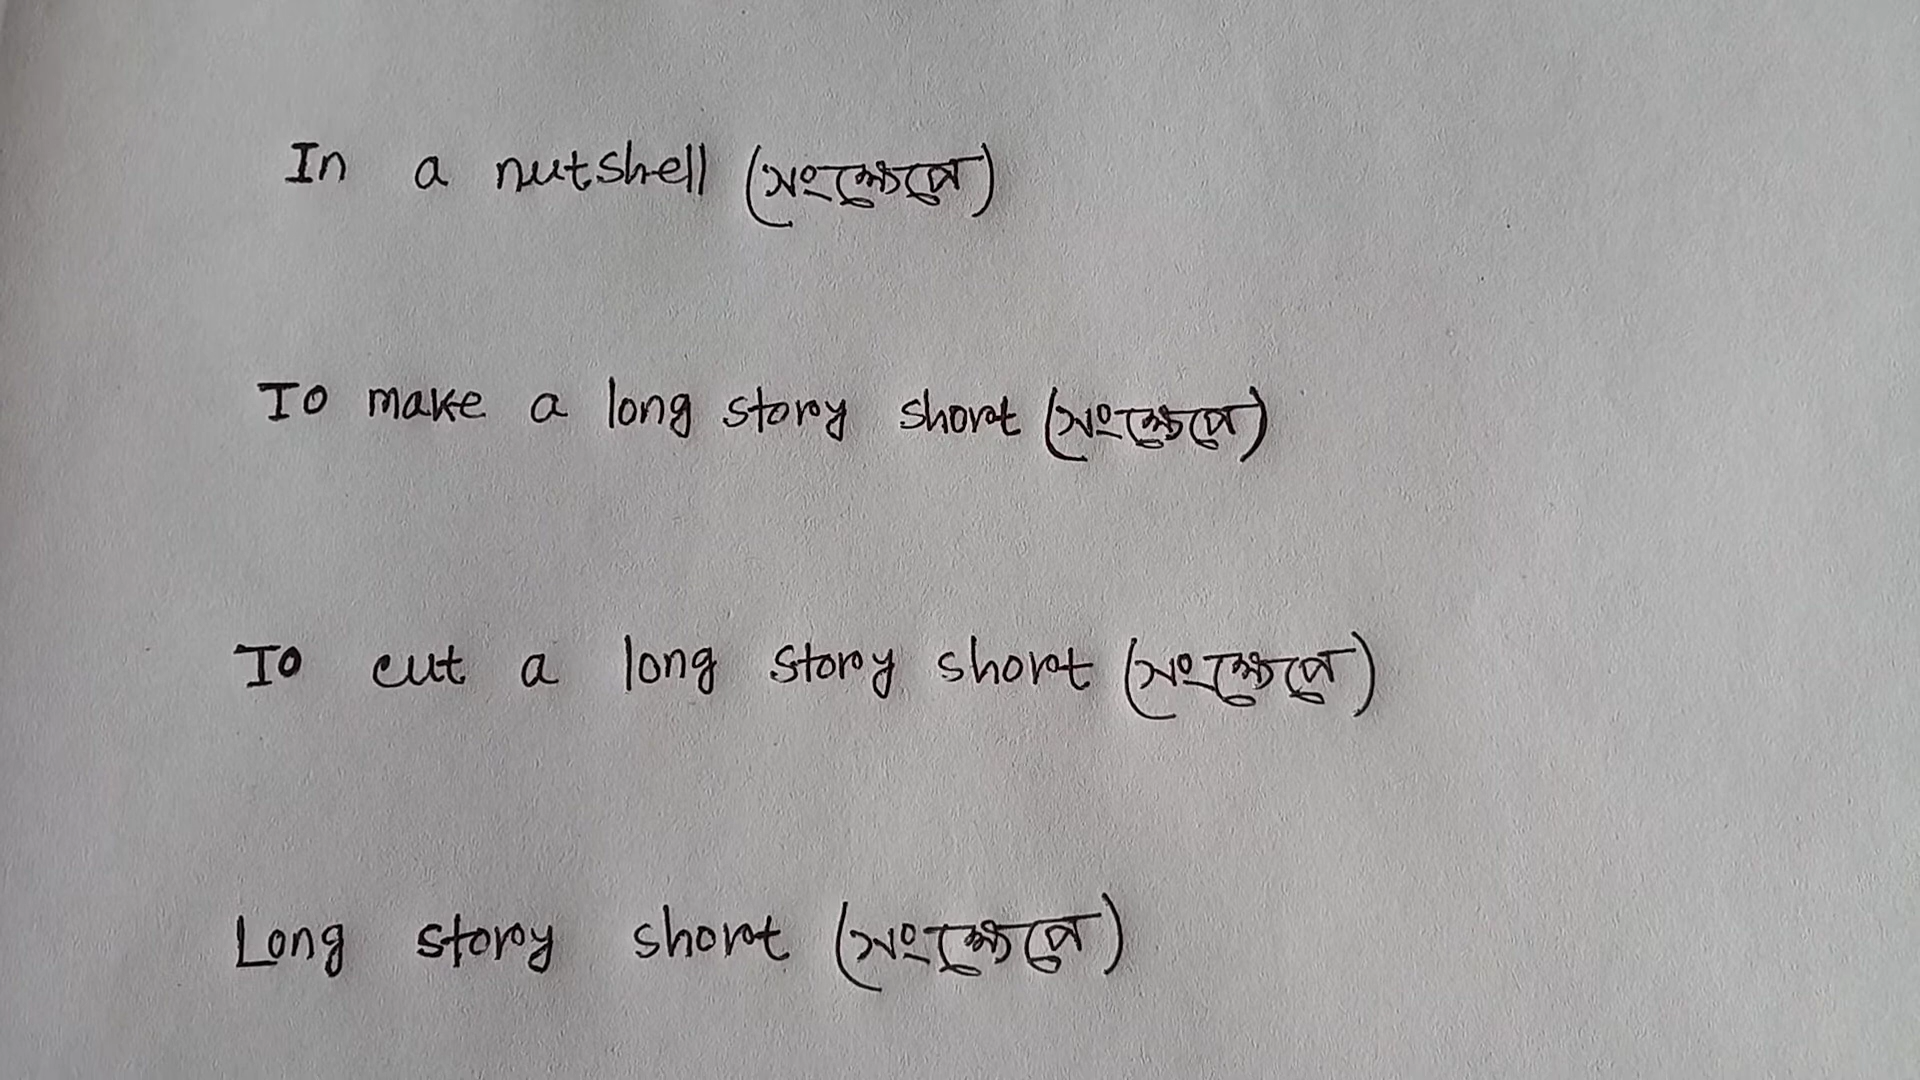 In a nutshell (সংক্ষেপে)
To make a long story short (সংক্ষেপে)
To cut a long story short (সংক্ষেপে)
Long story short (সংক্ষেপে)